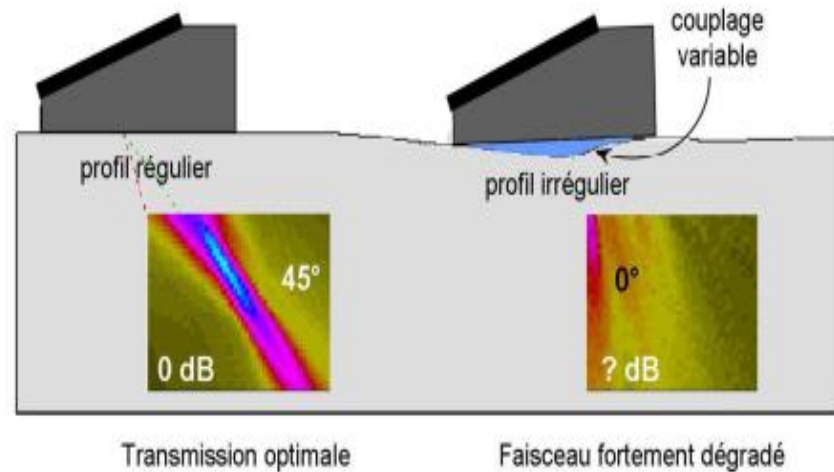 couplage
variable
profil régulier
profil irrégulier
45°
0°
0 dB
? dB
Transmission optimale
Faisceau fortement dégradé